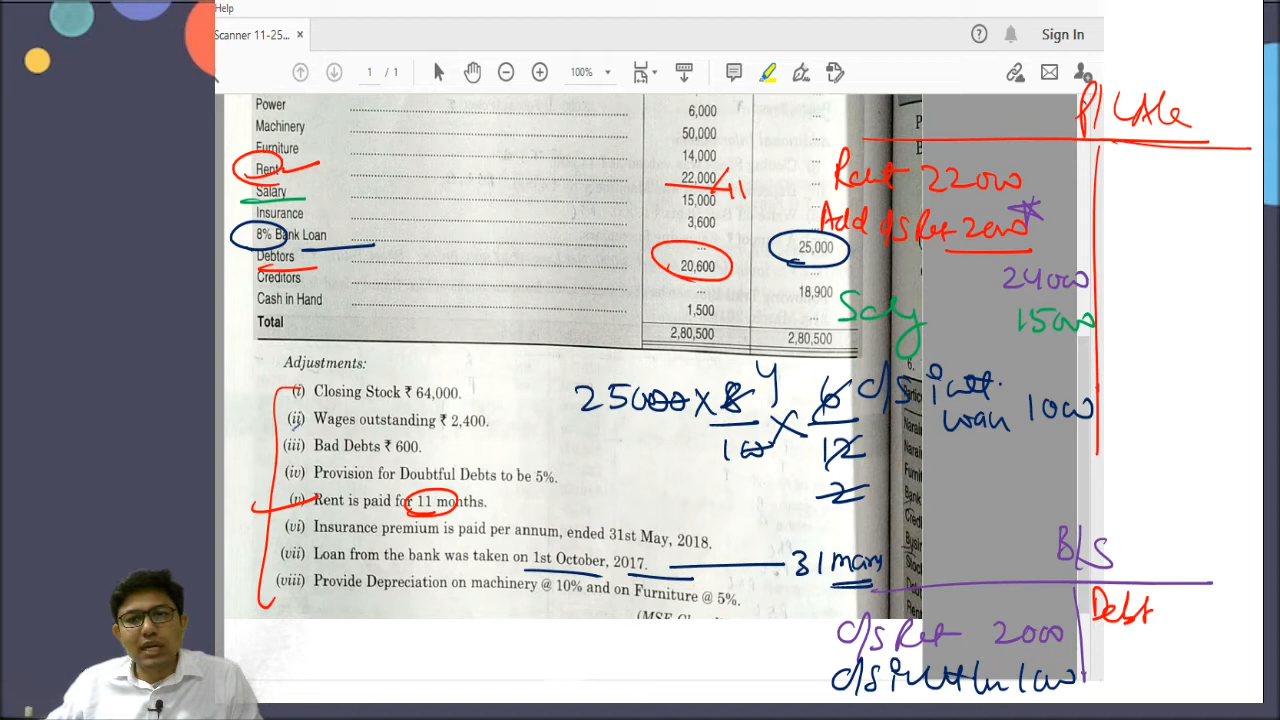 Help
Scanner 11-25... ×
Sign In
1 / 1
100%
Power 6,000 ...
Machinery 50,000 ...
Furniture 14,000 ...
Rent 22,000 ...
Salary 15,000 ...
Insurance 3,600 ...
8% Bank Loan ... 25,000
Debtors 20,600 ...
Creditors ... 18,900
Cash in Hand 1,500 ...
Total 2,80,500 2,80,500
Adjustments:
(i) Closing Stock ₹ 64,000.
(ii) Wages outstanding ₹ 2,400.
(iii) Bad Debts ₹ 600.
(iv) Provision for Doubtful Debts to be 5%.
(v) Rent is paid for 11 months.
(vi) Insurance premium is paid per annum, ended 31st May, 2018.
(vii) Loan from the bank was taken on 1st October, 2017.
(viii) Provide Depreciation on machinery @ 10% and on Furniture @ 5%.
11
Rent 22000
Add o/s Ret 2000
24000
15000
25000 × 8 4 × 6
100 12
2
loan 1000
31 mar
B/S
o/s Ret 2000
Debt